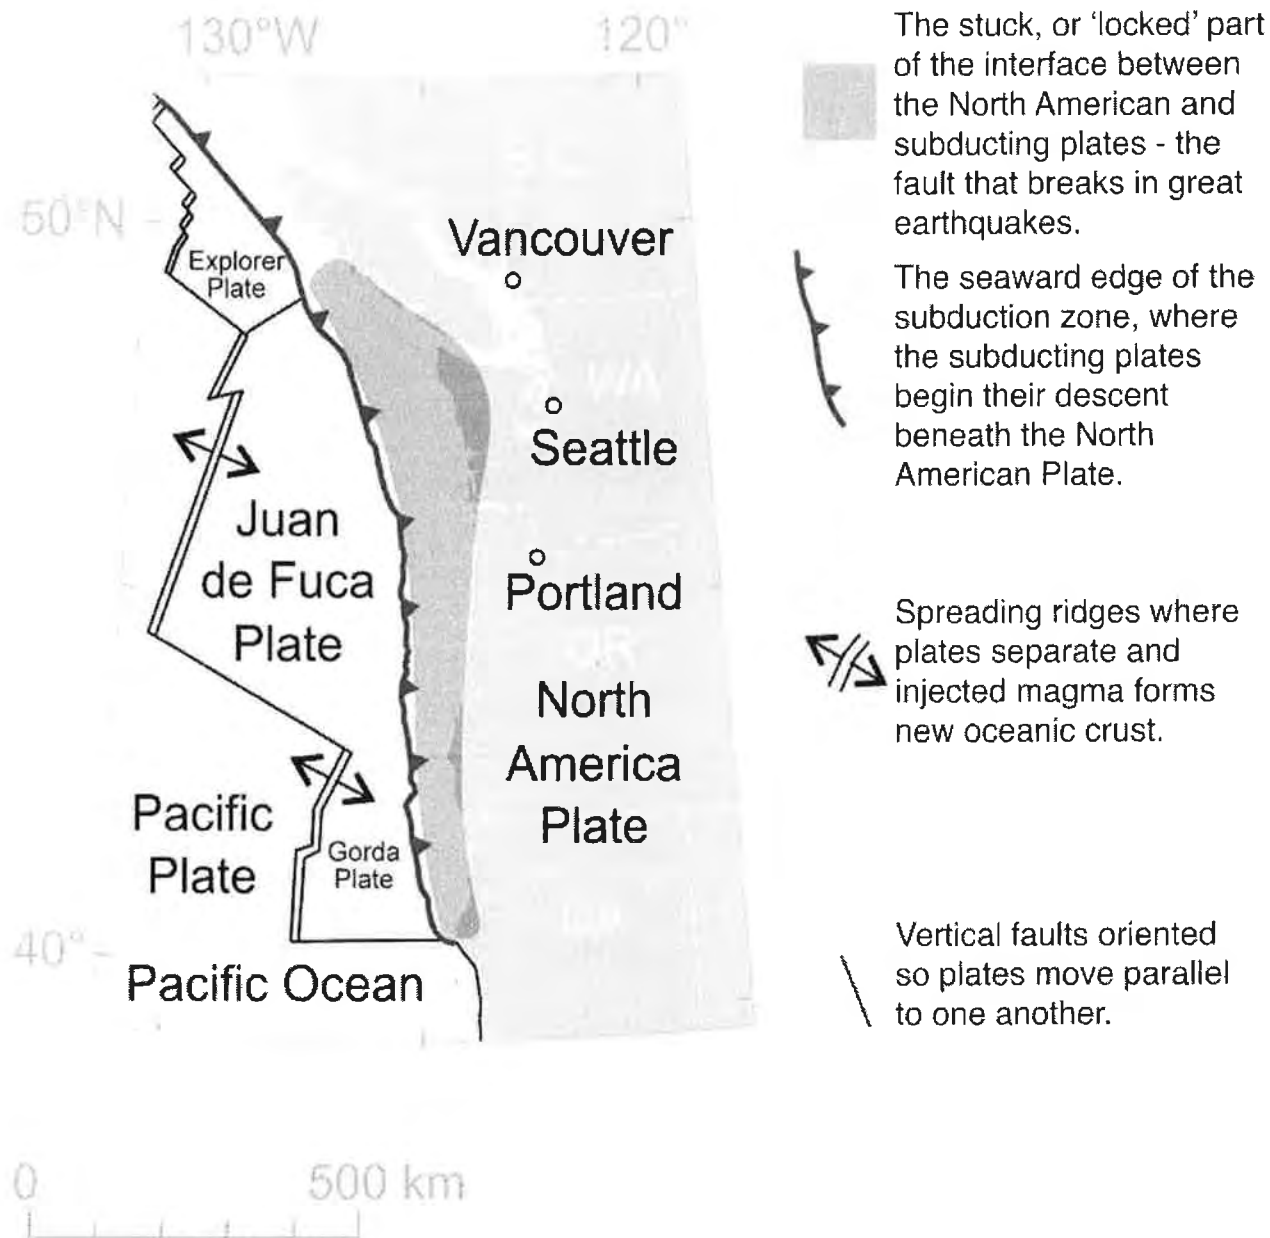 130°W
120°
The stuck, or ‘locked’ part
of the interface between
the North American and
subducting plates - the
fault that breaks in great
earthquakes.
BC
50°N
Vancouver
Explorer
Plate
The seaward edge of the
subduction zone, where
the subducting plates
begin their descent
beneath the North
American Plate.
WA
Seattle
Juan
de Fuca
Plate
Portland
OR
North
America
Plate
Spreading ridges where
plates separate and
injected magma forms
new oceanic crust.
Pacific
Plate
Gorda
Plate
40°
Pacific Ocean
Vertical faults oriented
so plates move parallel
to one another.
0
500 km